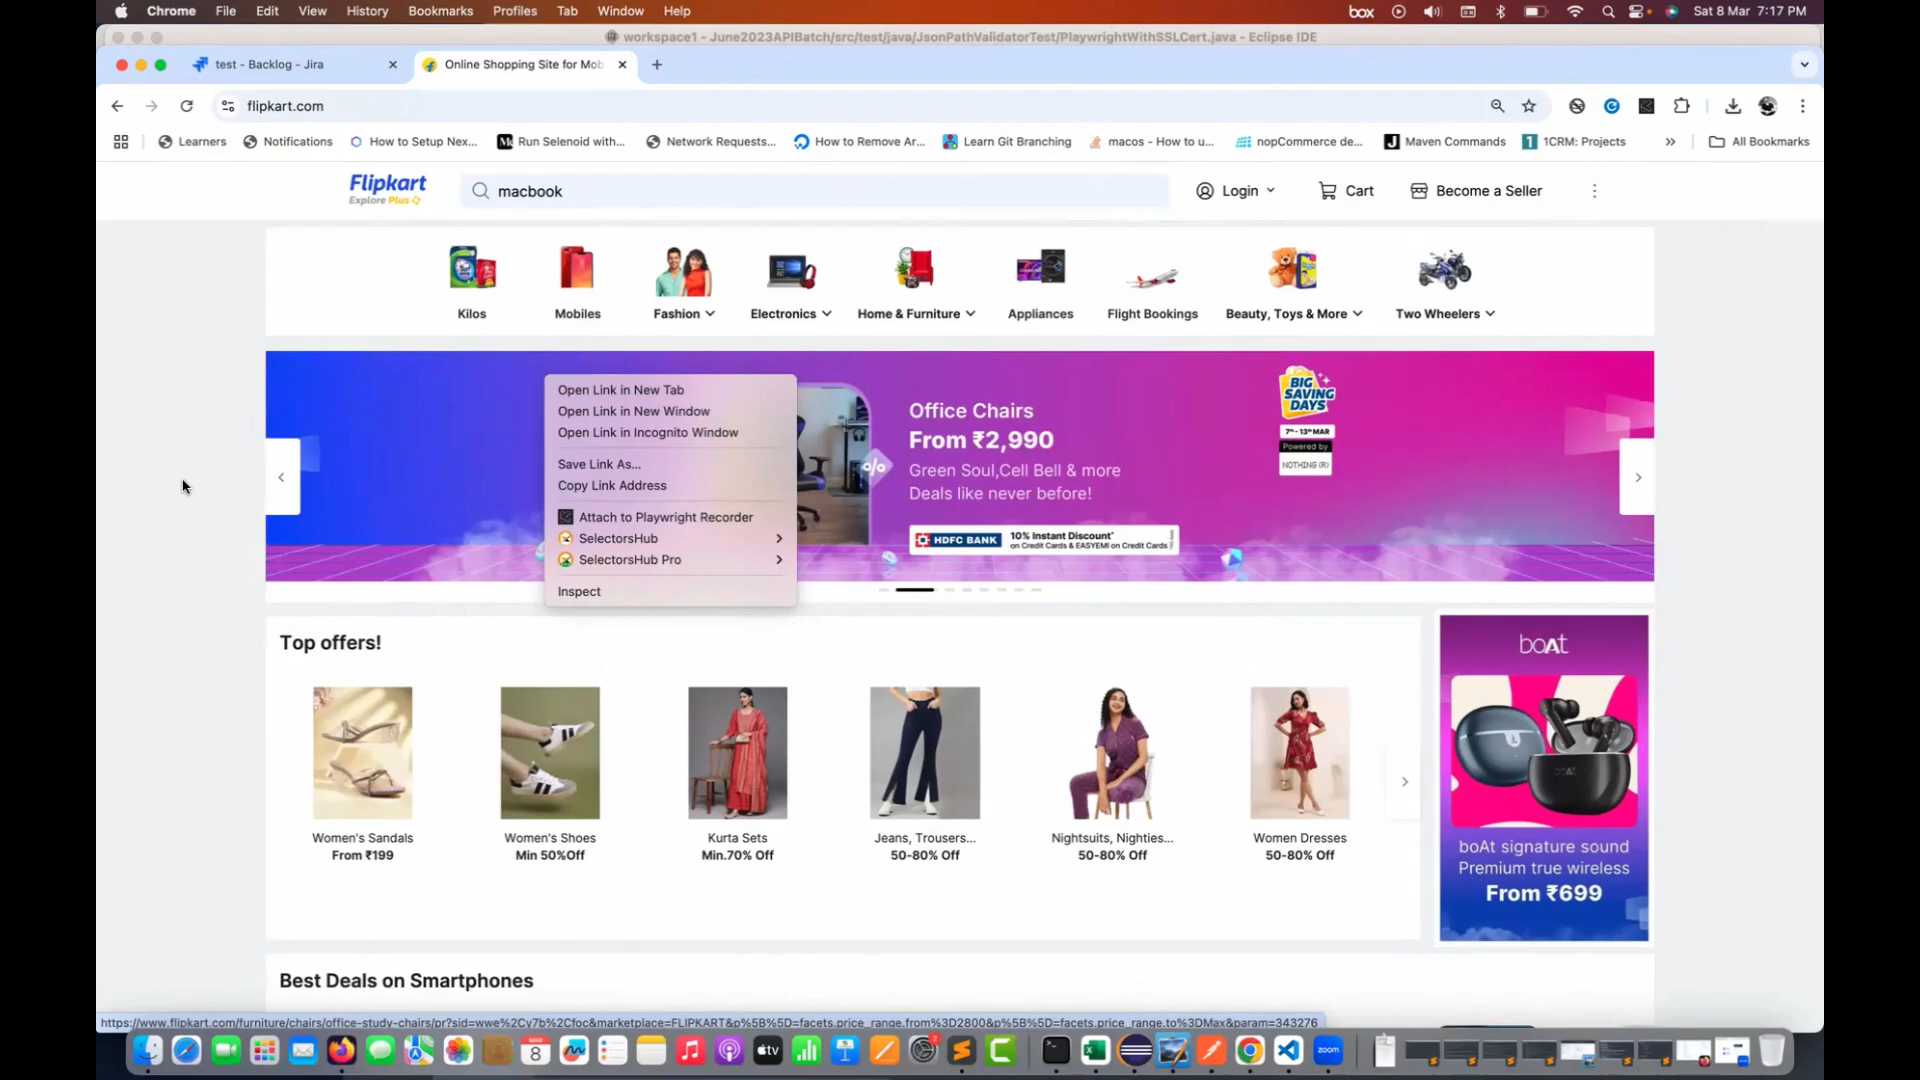 Chrome File Edit View History Bookmarks Profiles Tab Window Help box Sat 8 Mar 7:17 PM
workspace1 - June2023APIBatch/src/test/java/JsonPathValidatorTest/PlaywrightWithSSLCert.java - Eclipse IDE
test - Backlog - Jira Online Shopping Site for Mob
flipkart.com
Learners Notifications How to Setup Nex... Run Selenoid with... Network Requests... How to Remove Ar... Learn Git Branching macos - How to u... nopCommerce de... Maven Commands 1CRM: Projects » All Bookmarks
Flipkart macbook Login Cart Become a Seller
Explore Plus
Kilos Mobiles Fashion Electronics Home & Furniture Appliances Flight Bookings Beauty, Toys & More Two Wheelers
Open Link in New Tab
Open Link in New Window
Open Link in Incognito Window
Save Link As...
Copy Link Address
Attach to Playwright Recorder
SelectorsHub
SelectorsHub Pro
Inspect
Office Chairs
From ₹2,990
Green Soul,Cell Bell & more
Deals like never before!
HDFC BANK 10% Instant Discount*
on Credit Cards & EASYEMI on Credit Cards
BIG
SAVING
DAYS
7th - 13th MAR
Powered by
NOTHING (R)
Top offers!
Women's Sandals Women's Shoes Kurta Sets Jeans, Trousers... Nightsuits, Nighties... Women Dresses
From ₹199 Min 50%Off Min.70% Off 50-80% Off 50-80% Off 50-80% Off
boAt
boAt signature sound
Premium true wireless
From ₹699
Best Deals on Smartphones
https://www.flipkart.com/furniture/chairs/office-study-chairs/pr?sid=wwe%2Cy7b%2Cfoc&marketplace=FLIPKART&p%5B%5D=facets.price_range.from%3D2800&p%5B%5D=facets.price_range.to%3DMax&param=343276
MAR
8
tv
zoom